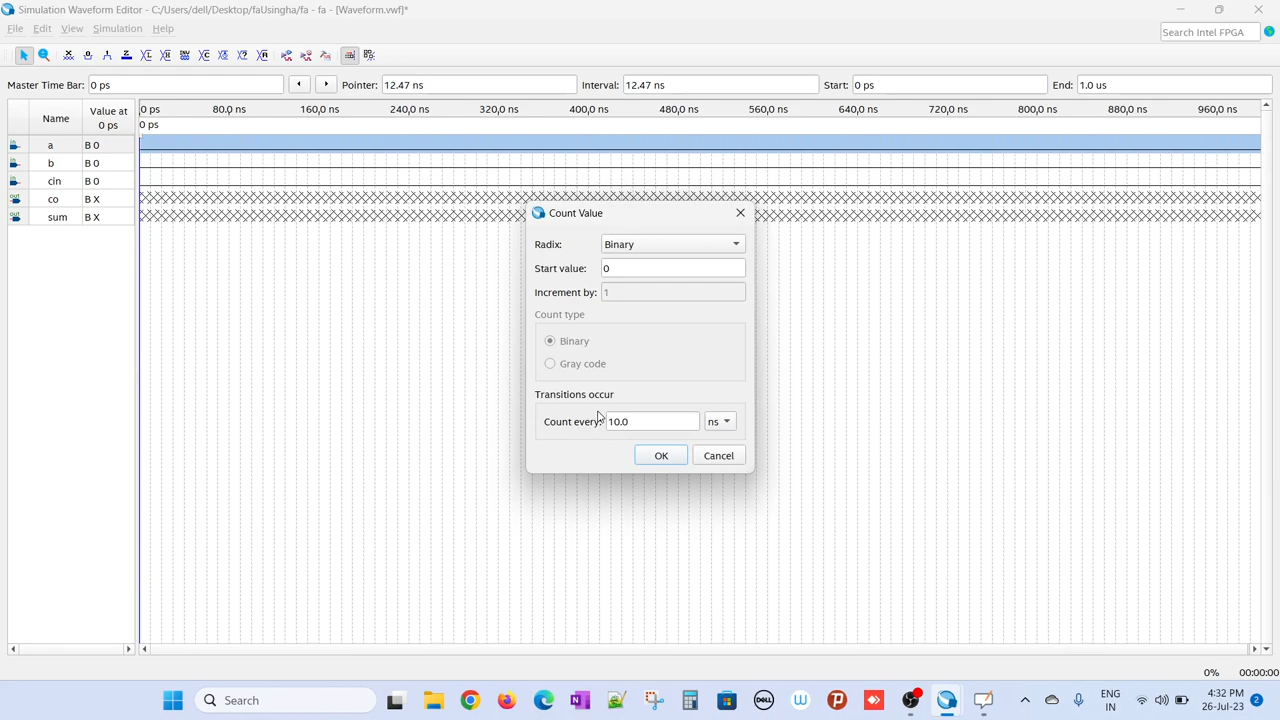 Simulation Waveform Editor - C:/Users/dell/Desktop/faUsingha/fa - fa - [Waveform.vwf]*
File Edit View Simulation Help
Search Intel FPGA
Master Time Bar: 0 ps Pointer: 12.47 ns Interval: 12.47 ns Start: 0 ps End: 1.0 us
Name Value at 0 ps
0 ps 80.0 ns 160.0 ns 240.0 ns 320.0 ns 400.0 ns 480.0 ns 560.0 ns 640.0 ns 720.0 ns 800.0 ns 880.0 ns 960.0 ns
0 ps
a B 0
b B 0
cin B 0
co B X
sum B X
Count Value
Radix: Binary
Start value: 0
Increment by: 1
Count type
Binary
Gray code
Transitions occur
Count every: 10.0 ns
OK Cancel
0% 00:00:00
Search
DELL
ENG
IN
4:32 PM
26-Jul-23
2